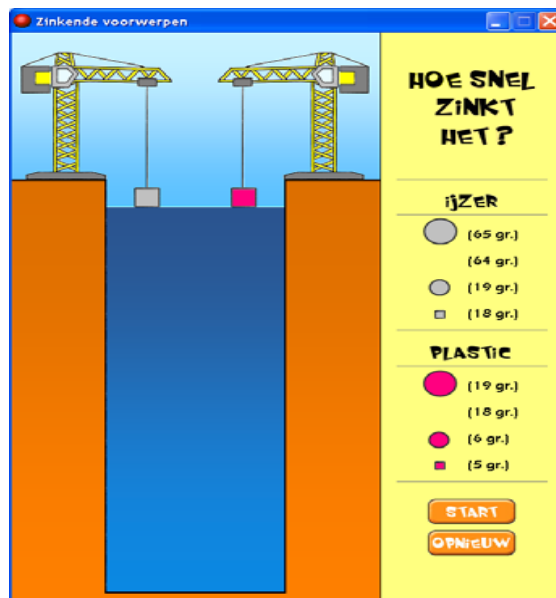 Zinkende voorwerpen
HOE SNEL
ZINKT
HET?
IJZER
(65 gr.)
(64 gr.)
(19 gr.)
(18 gr.)
PLASTIC
(19 gr.)
(18 gr.)
(6 gr.)
(5 gr.)
START
OPNIEUW